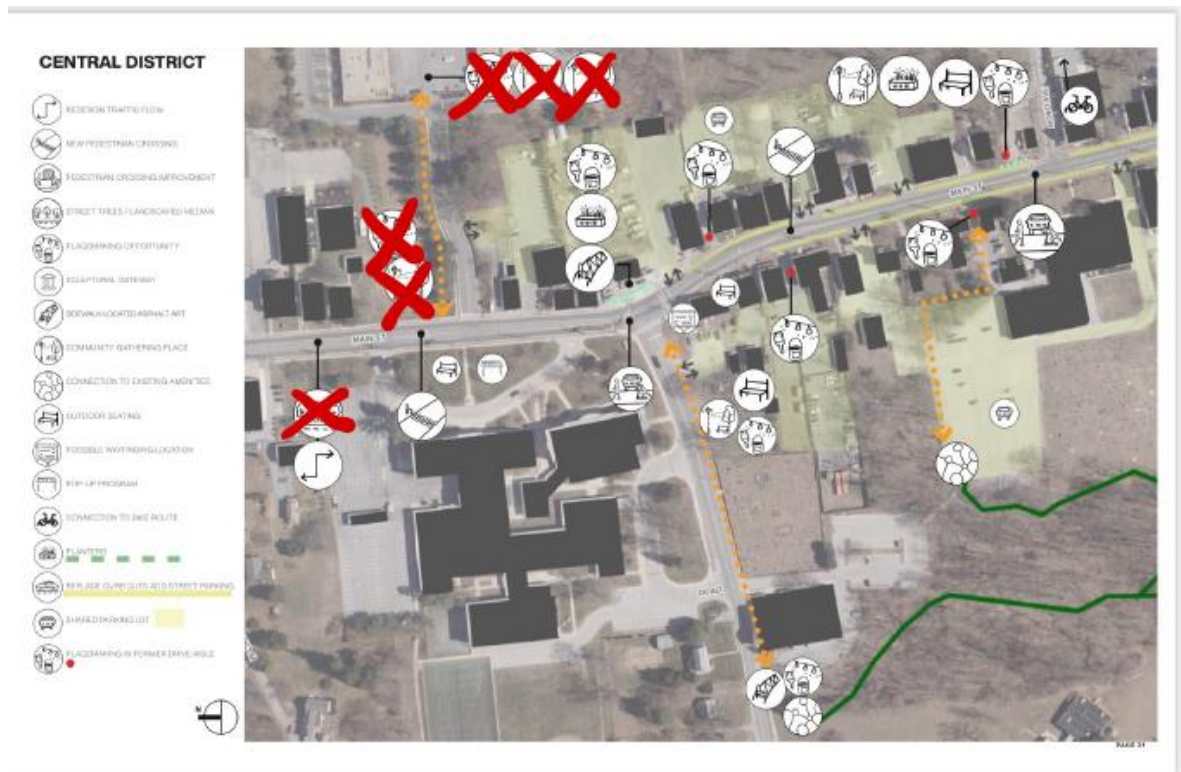 CENTRAL DISTRICT
REDESIGN TRAFFIC FLOW
NEW PEDESTRIAN CROSSING
PEDESTRIAN CROSSING IMPROVEMENT
STREET TREES / LANDSCAPED MEDIAN
PLACEMAKING OPPORTUNITY
SCULPTURAL GATEWAY
SIDEWALK-LOCATED ASPHALT ART
COMMUNITY GATHERING PLACE
CONNECTION TO EXISTING AMENITIES
OUTDOOR SEATINGS
POSSIBLE WAYFINDING LOCATION
POP-UP PROGRAM
CONNECTION TO BIKE ROUTE
PLANTERS
REPLACE CURB CUTS ADD STREET PARKING
SHARED PARKING LOT
PLACEMAKING IN FORMER DRIVE AISLE
N
MAIN ST
MAIN ST
PAGE 31